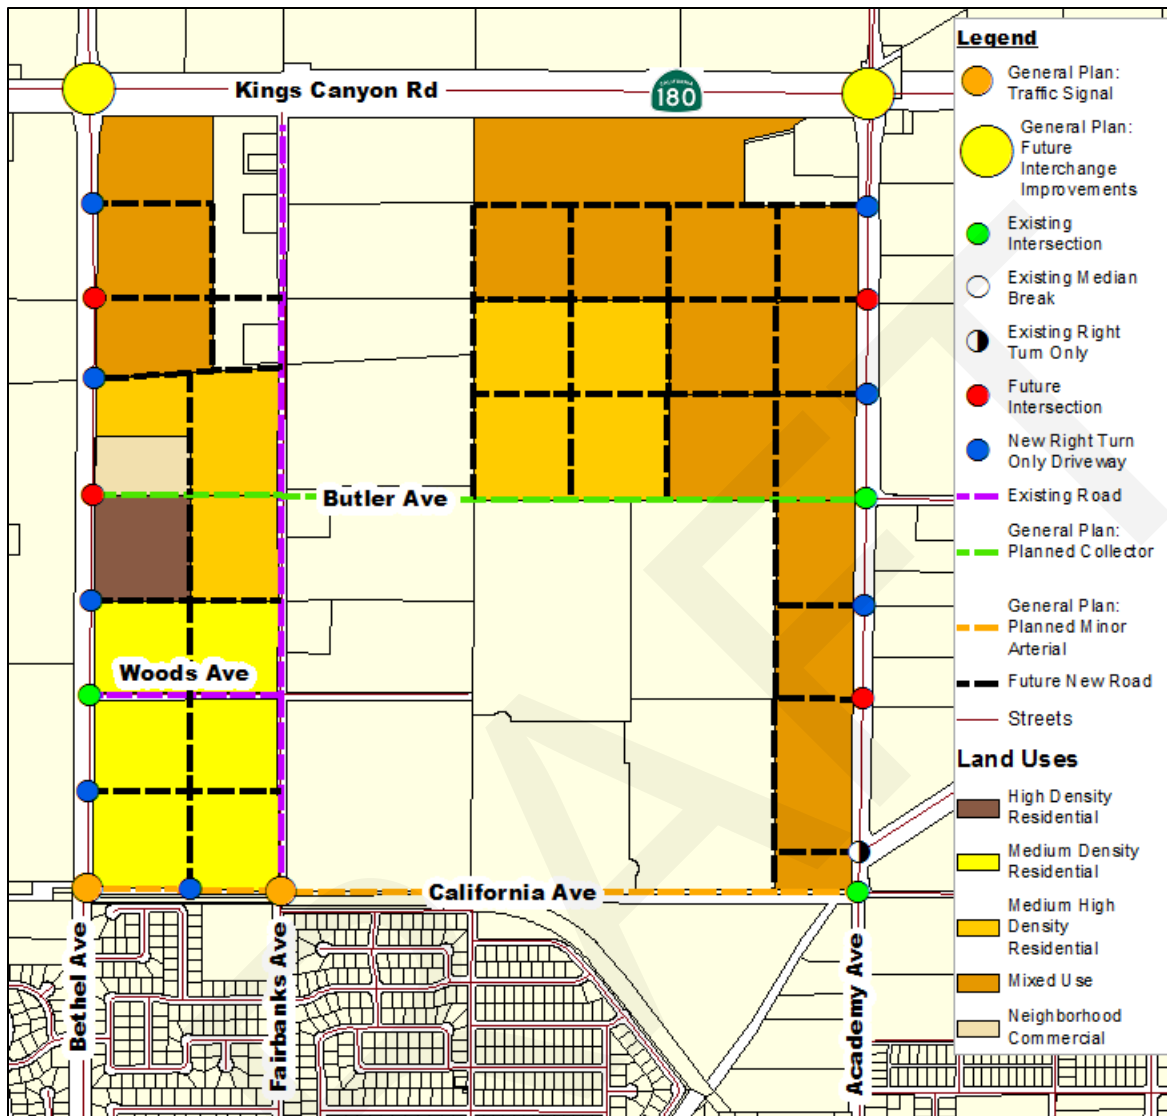 Kings Canyon Rd
CALIFORNIA
180
Butler Ave
Woods Ave
California Ave
Bethel Ave
Fairbanks Ave
Academy Ave
DRAFT
Legend
General Plan:
Traffic Signal
General Plan:
Future
Interchange
Improvements
Existing
Intersection
Existing Median
Break
Existing Right
Turn Only
Future
Intersection
New Right Turn
Only Driveway
Existing Road
General Plan:
Planned Collector
General Plan:
Planned Minor
Arterial
Future New Road
Streets
Land Uses
High Density
Residential
Medium Density
Residential
Medium High
Density
Residential
Mixed Use
Neighborhood
Commercial